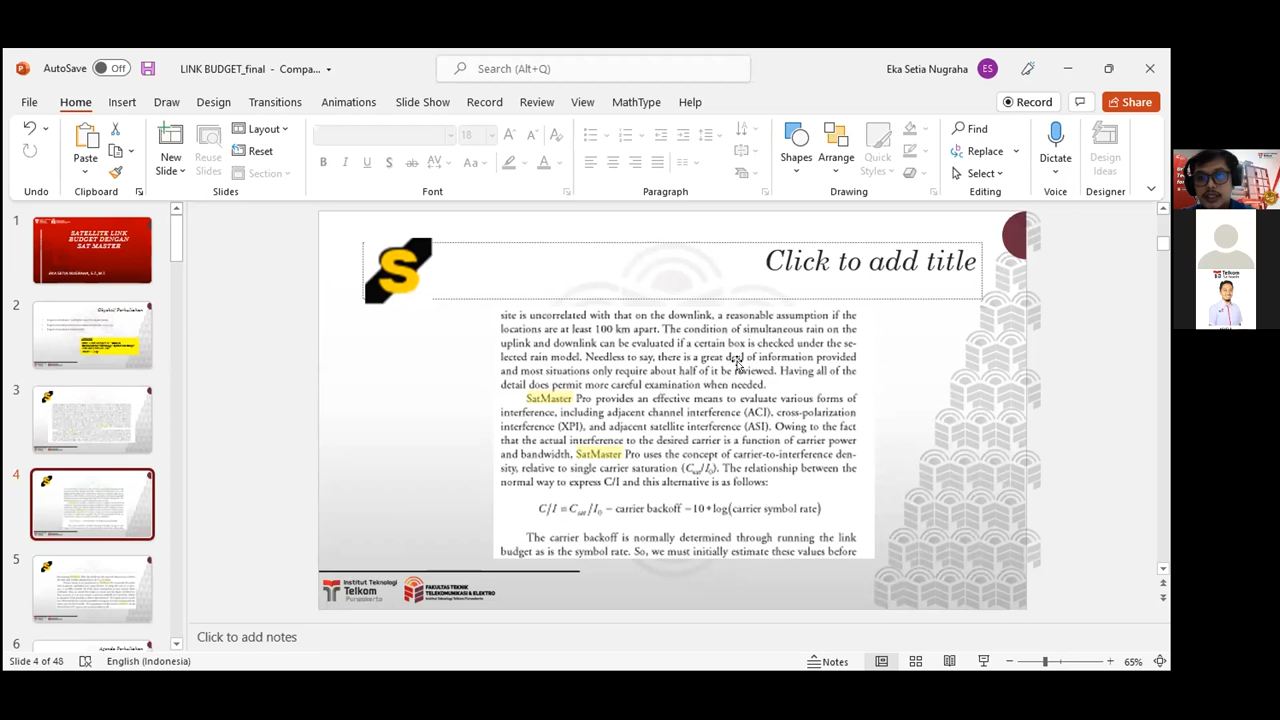 AutoSave Off LINK BUDGET_final - Compa... Search (Alt+Q) Eka Setia Nugraha ES
File Home Insert Draw Design Transitions Animations Slide Show Record Review View MathType Help Record Share
Paste New Slide Reuse Slides Layout Reset Section 18 Aa Shapes Arrange Quick Styles Find Replace Select Dictate Design Ideas
Undo Clipboard Slides Font Paragraph Drawing Editing Voice Designer
1
SATELLITE LINK
BUDGET DENGAN
SAT MASTER
2
3
4
5
6
S
Click to add title
rite is uncorrelated with that on the downlink, a reasonable assumption if the
locations are at least 100 km apart. The condition of simultaneous rain on the
uplink and downlink can be evaluated if a certain box is checked under the se-
lected rain model. Needless to say, there is a great deal of information provided
and most situations only require about half of it be reviewed. Having all of the
detail does permit more careful examination when needed.
SatMaster Pro provides an effective means to evaluate various forms of
interference, including adjacent channel interference (ACI), cross-polarization
interference (XPI), and adjacent satellite interference (ASI). Owing to the fact
that the actual interference to the desired carrier is a function of carrier power
and bandwidth, SatMaster Pro uses the concept of carrier-to-interference den-
sity, relative to single carrier saturation (Csat/I0). The relationship between the
normal way to express C/I and this alternative is as follows:
C/I = Csat/I0 − carrier backoff −10 * log(carrier symbol rate)
The carrier backoff is normally determined through running the link
budget as is the symbol rate. So, we must initially estimate these values before
Institut Teknologi
Telkom
Purwokerto
FAKULTAS TEKNIK
TELEKOMUNIKASI & ELEKTRO
Institut Teknologi Telkom Purwokerto
Click to add notes
Slide 4 of 48 English (Indonesia) Notes 65%
Telkom